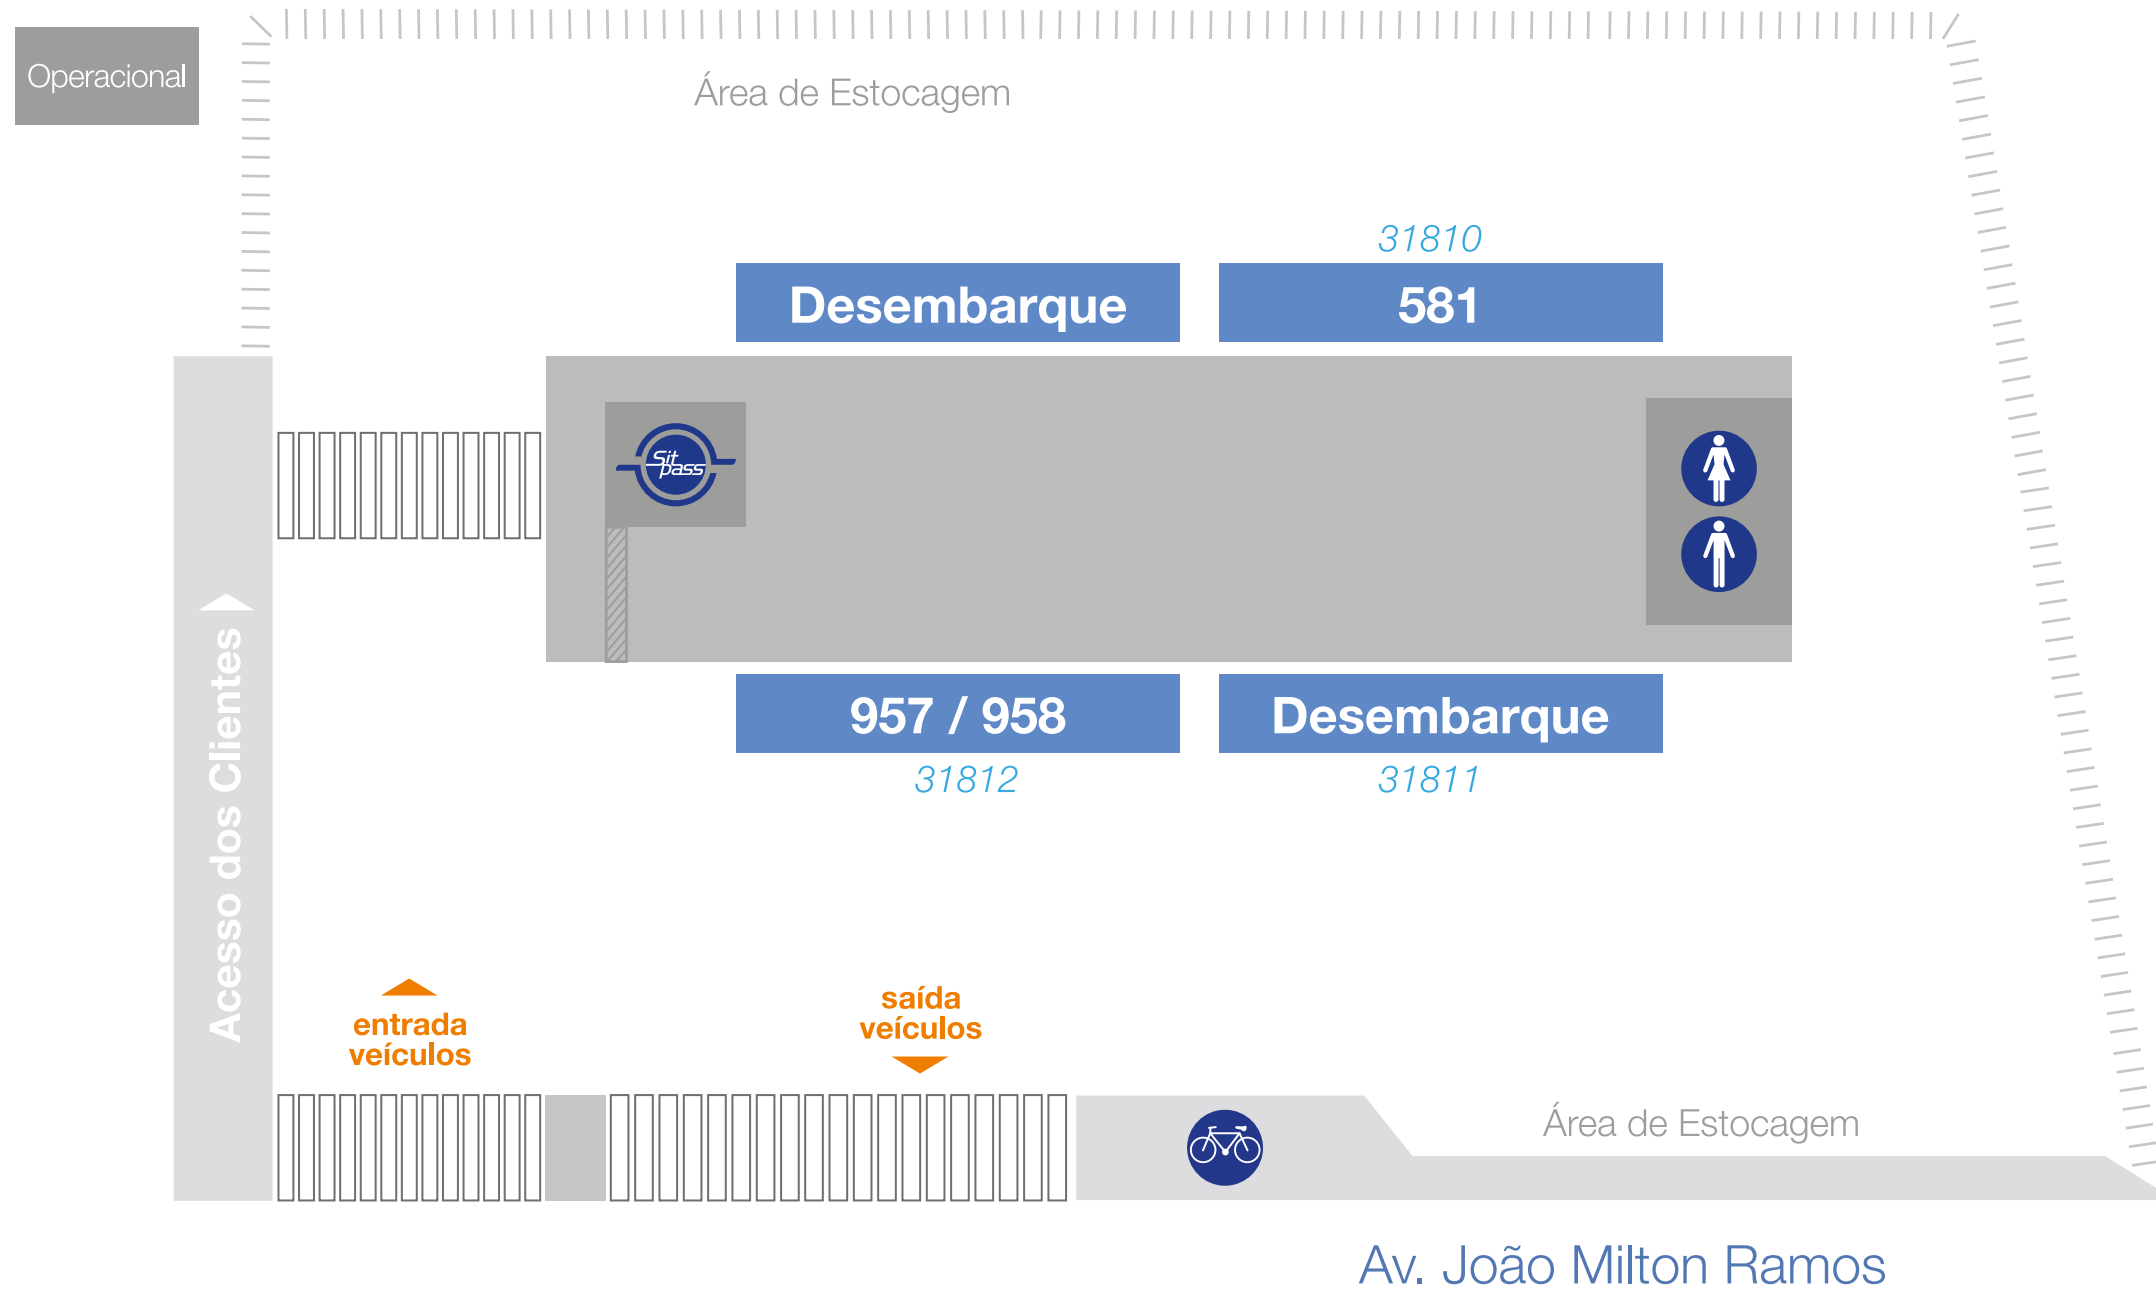 Operacional
Área de Estocagem
31810
Desembarque
581
Sit
pass
957 / 958
Desembarque
31812
31811
Acesso dos Clientes
entrada
veículos
saída
veículos
Área de Estocagem
Av. João Milton Ramos